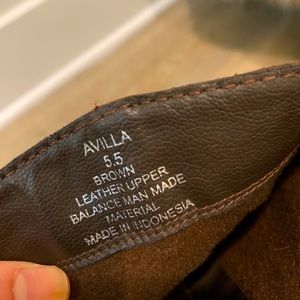 AVILLA
5.5
BROWN
LEATHER UPPER
BALANCE MAN MADE
MATERIAL
MADE IN INDONESIA